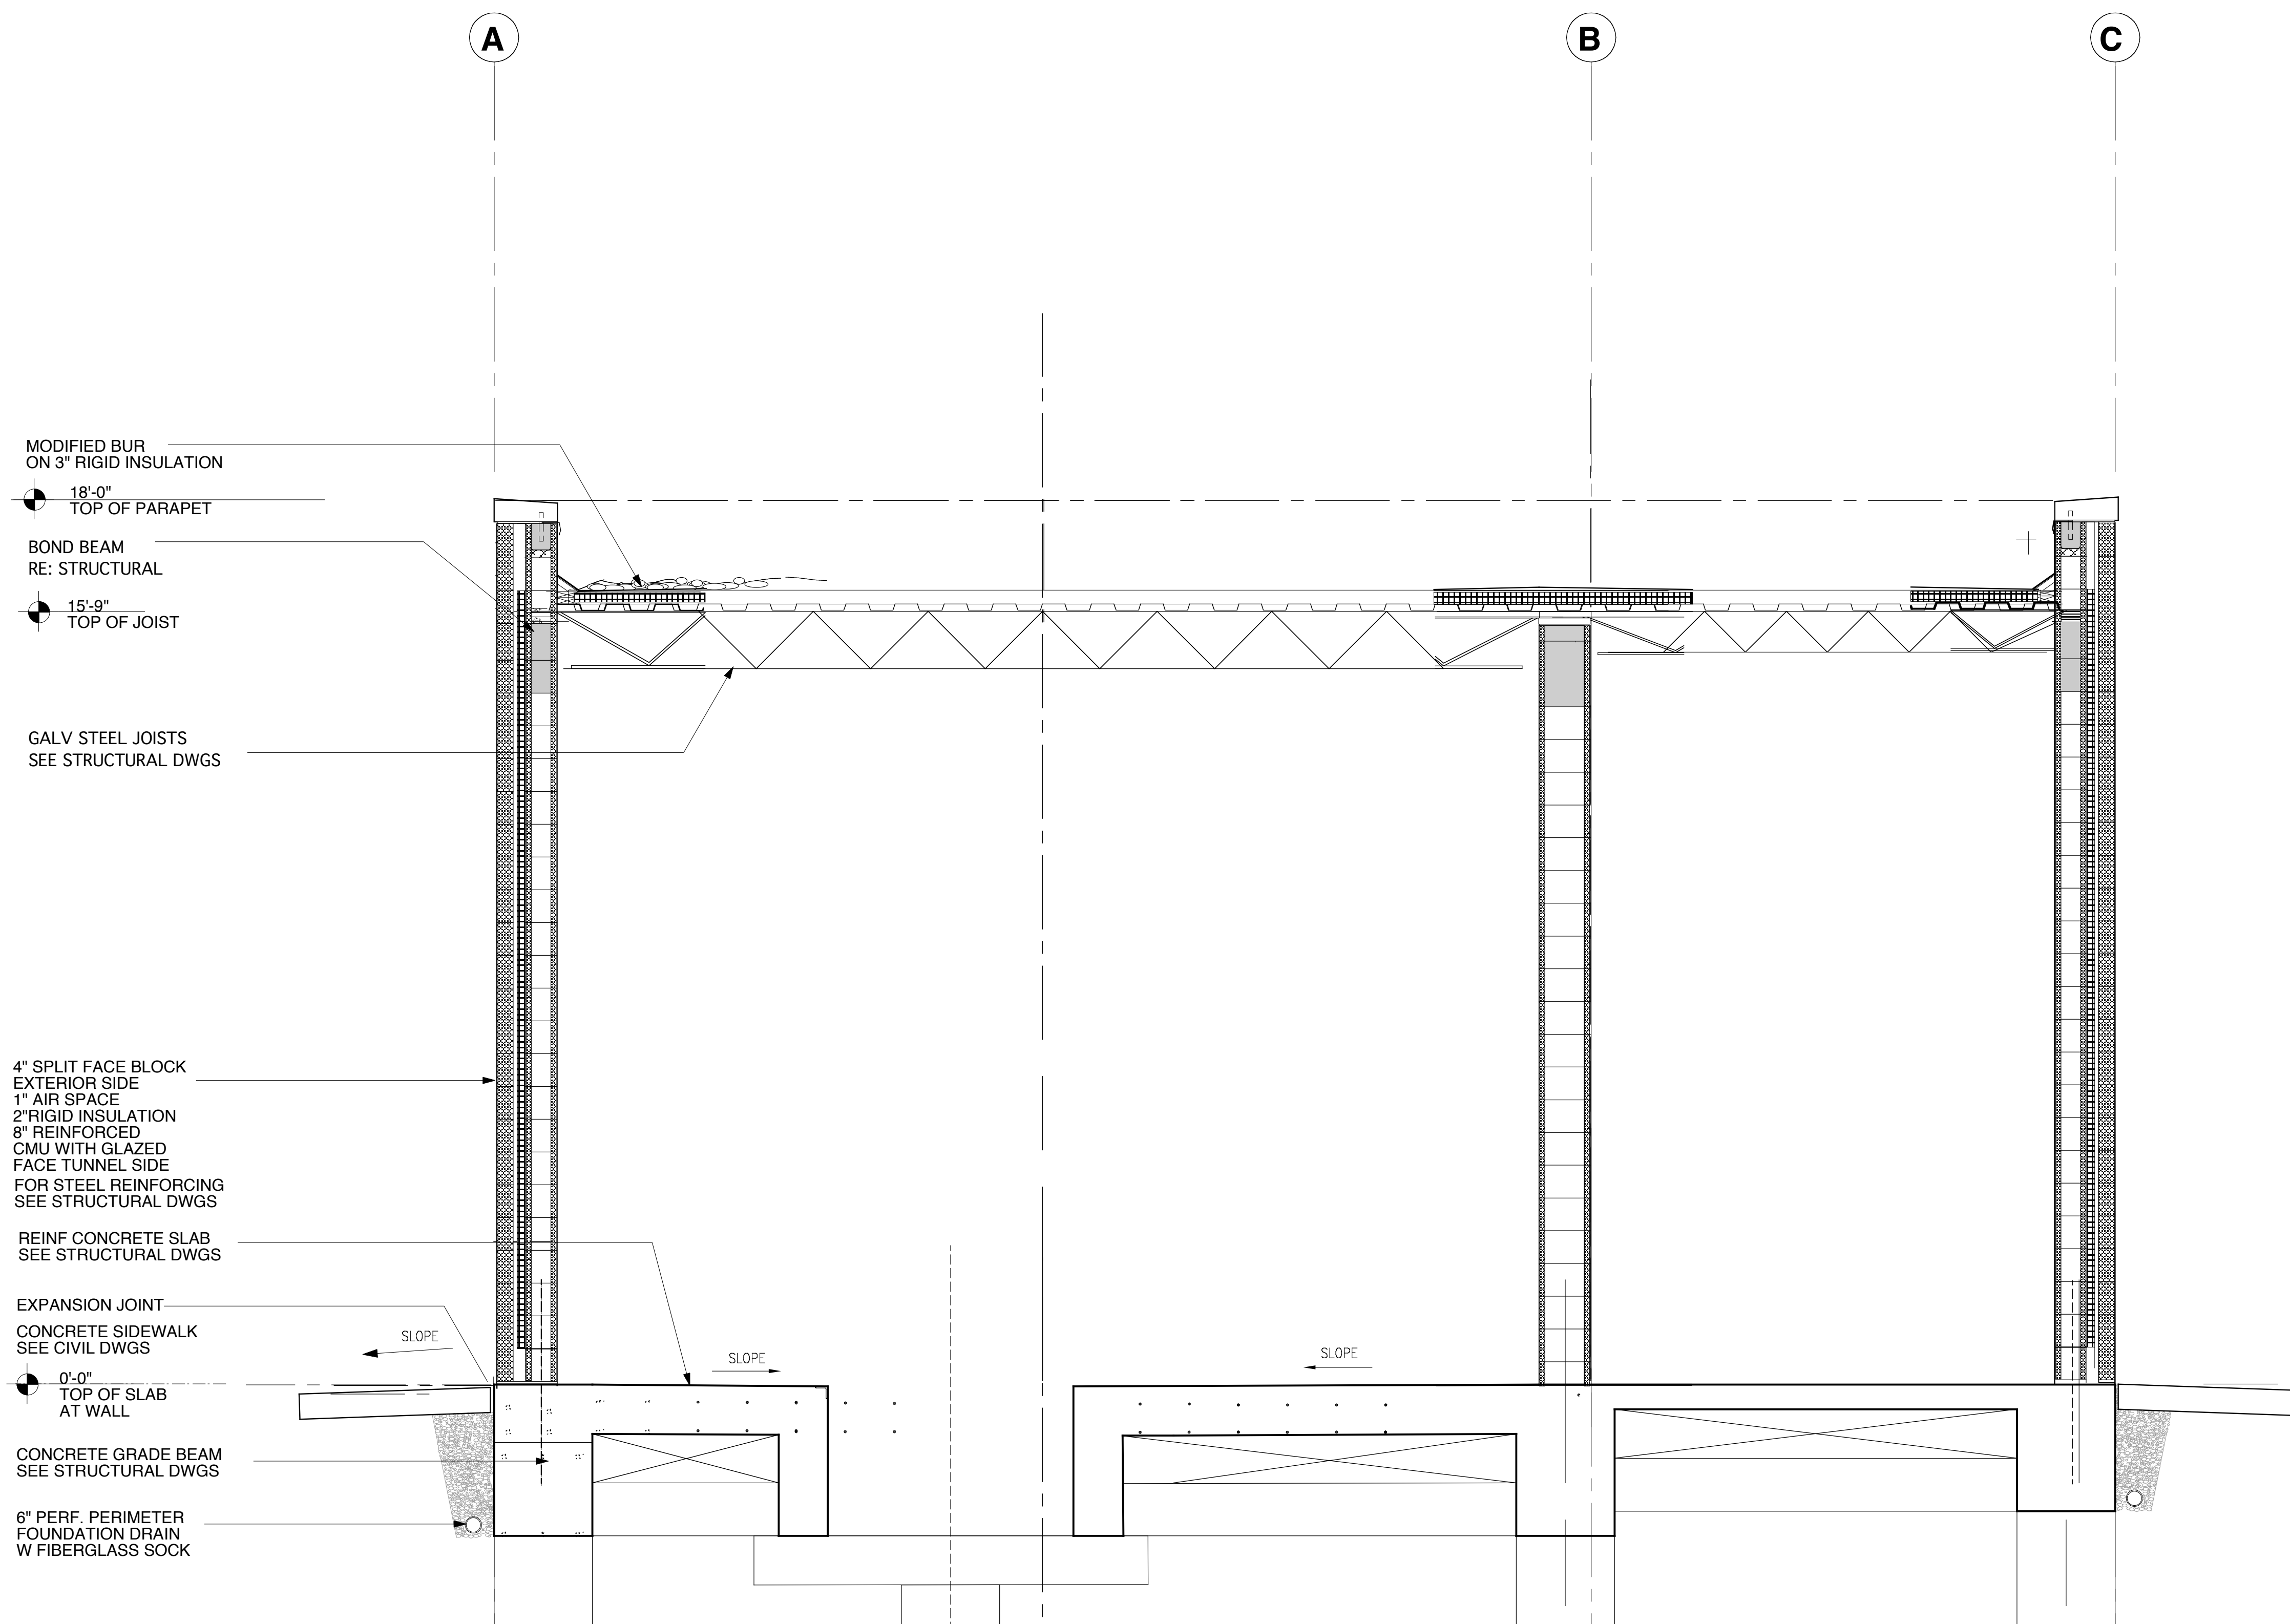 A
B
C
MODIFIED BUR
ON 3" RIGID INSULATION
18'-0"
TOP OF PARAPET
BOND BEAM
RE: STRUCTURAL
15'-9"
TOP OF JOIST
GALV STEEL JOISTS
SEE STRUCTURAL DWGS
4" SPLIT FACE BLOCK
EXTERIOR SIDE
1" AIR SPACE
2"RIGID INSULATION
8" REINFORCED
CMU WITH GLAZED
FACE TUNNEL SIDE
FOR STEEL REINFORCING
SEE STRUCTURAL DWGS
REINF CONCRETE SLAB
SEE STRUCTURAL DWGS
EXPANSION JOINT
CONCRETE SIDEWALK
SEE CIVIL DWGS
SLOPE
SLOPE
SLOPE
0'-0"
TOP OF SLAB
AT WALL
CONCRETE GRADE BEAM
SEE STRUCTURAL DWGS
6" PERF. PERIMETER
FOUNDATION DRAIN
W FIBERGLASS SOCK